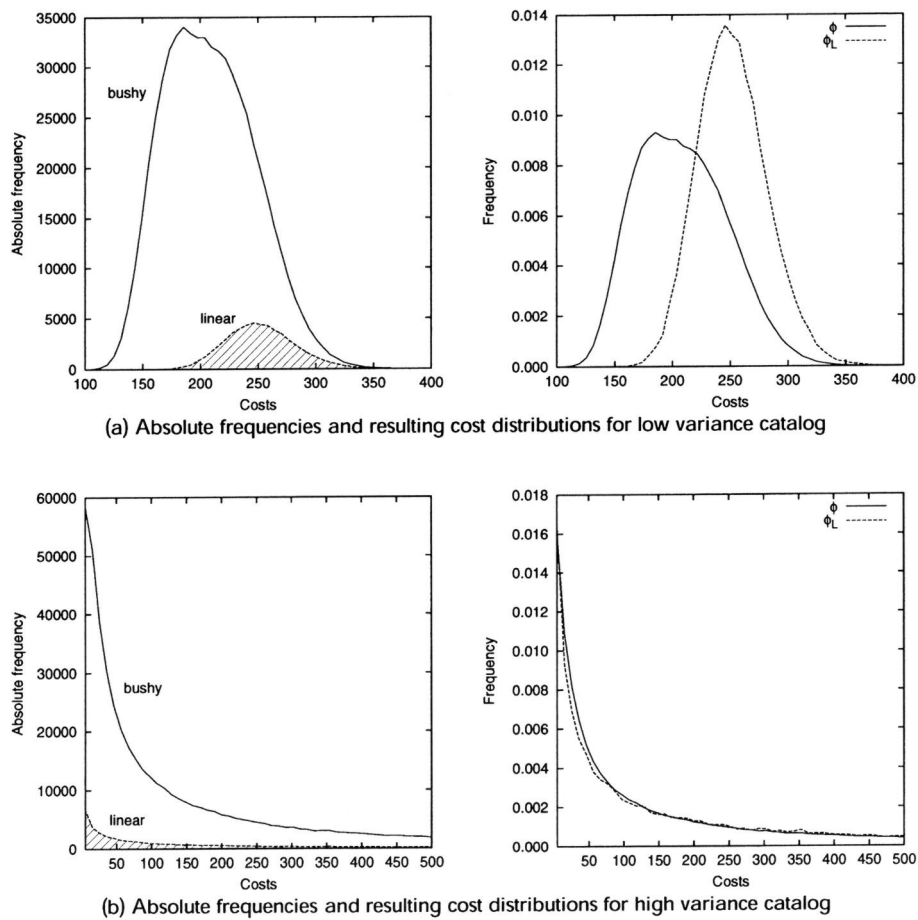 35000
30000
25000
20000
15000
10000
5000
0
Absolute frequency
bushy
linear
100 150 200 250 300 350 400
Costs
0.014
0.012
0.010
0.008
0.006
0.004
0.002
0.000
Frequency
ϕ
ϕL
100 150 200 250 300 350 400
Costs
(a) Absolute frequencies and resulting cost distributions for low variance catalog
60000
50000
40000
30000
20000
10000
0
Absolute frequency
bushy
linear
50 100 150 200 250 300 350 400 450 500
Costs
0.018
0.016
0.014
0.012
0.010
0.008
0.006
0.004
0.002
0.000
Frequency
ϕ
ϕL
50 100 150 200 250 300 350 400 450 500
Costs
(b) Absolute frequencies and resulting cost distributions for high variance catalog